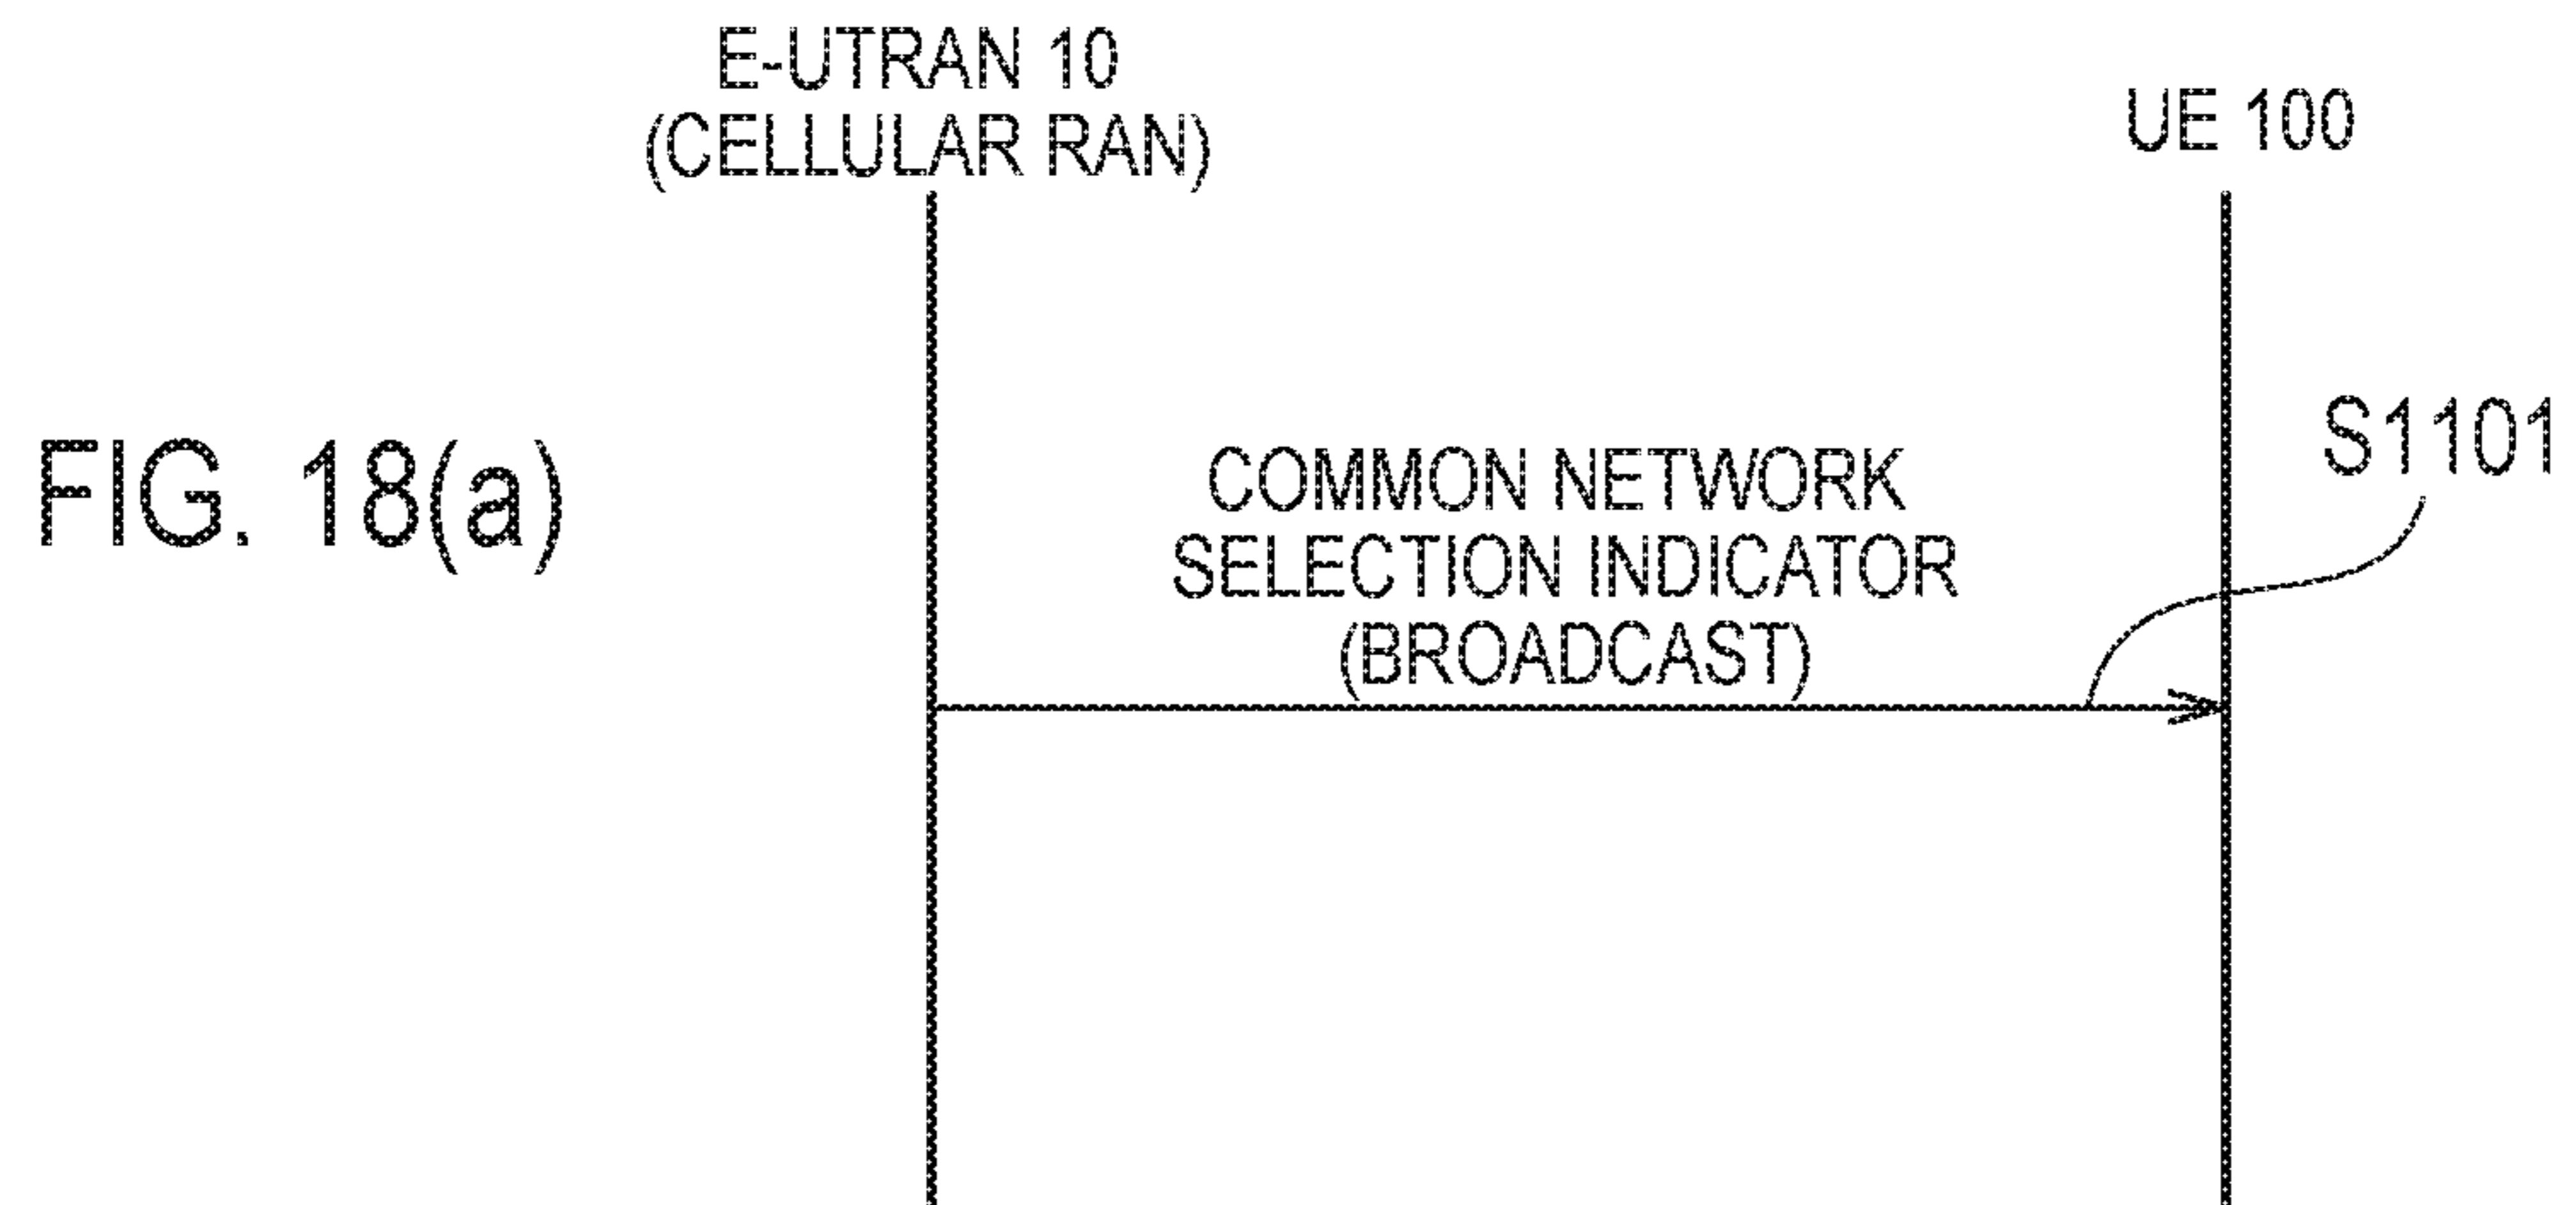 E-UTRAN 10
(CELLULAR RAN)
UE 100
FIG. 18(a)
COMMON NETWORK
SELECTION INDICATOR
(BROADCAST)
S1101